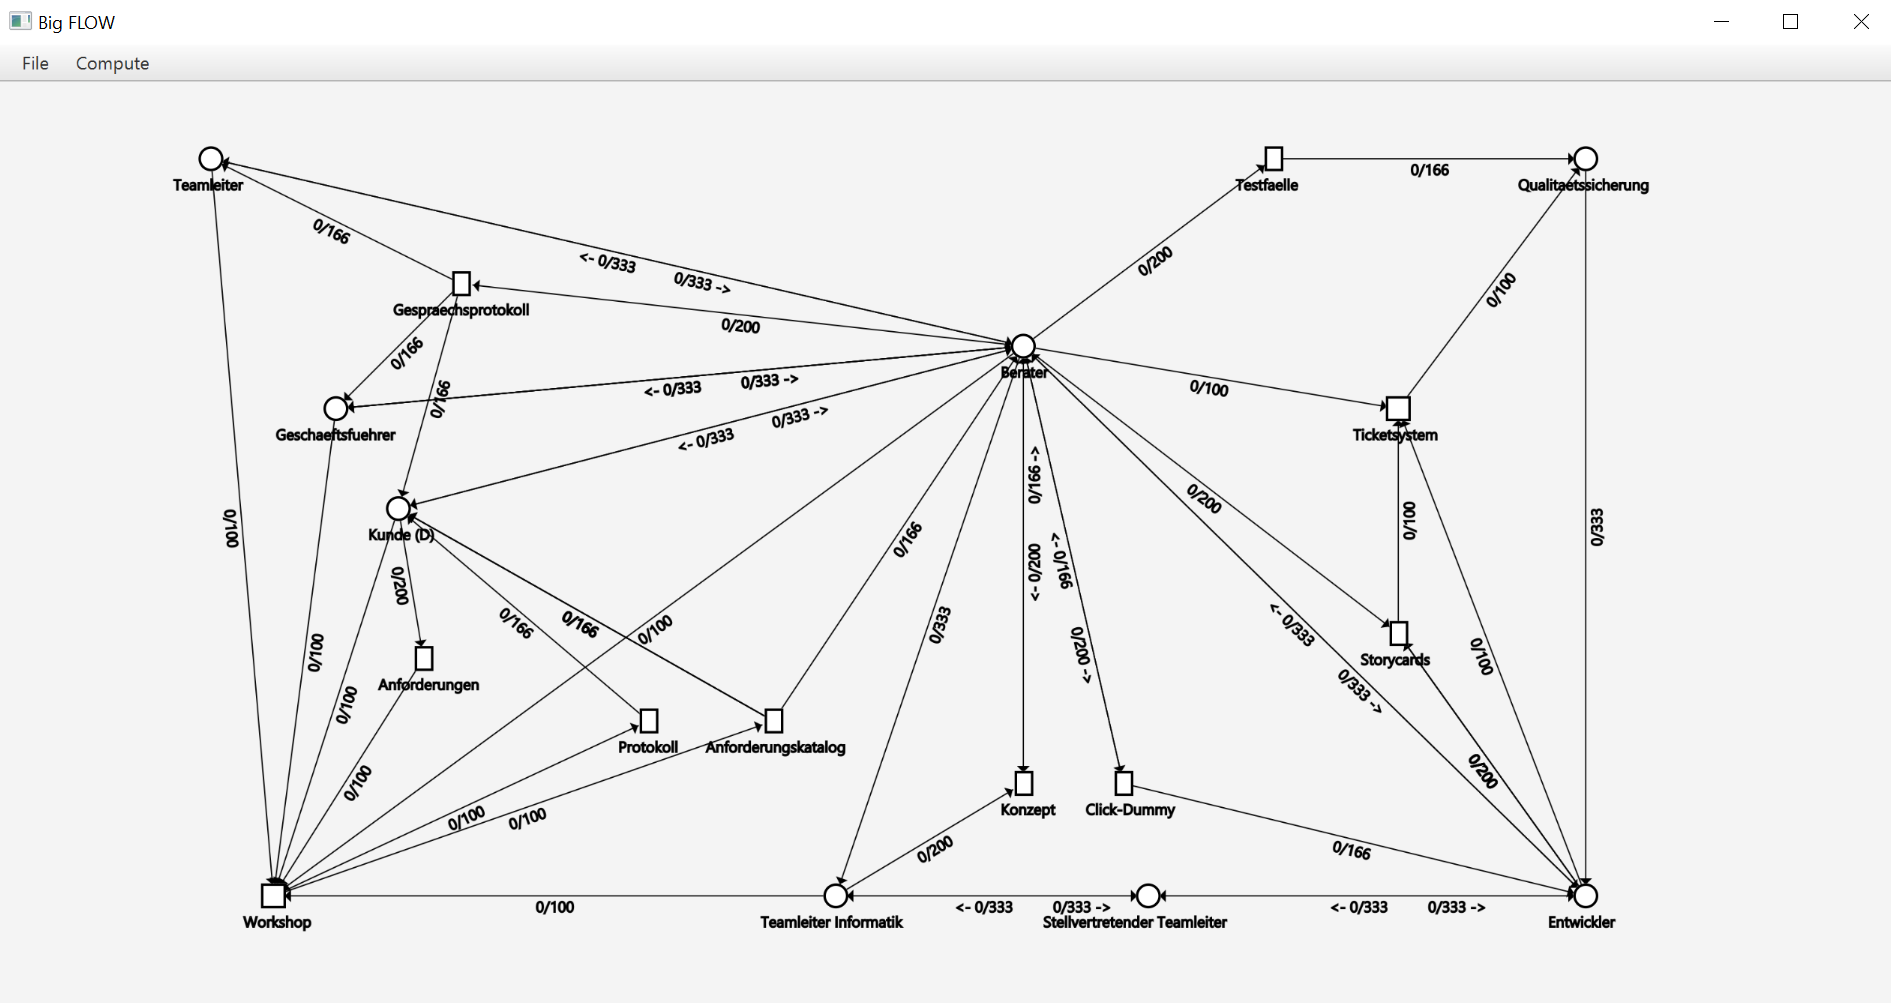 Big FLOW
File Compute
Teamleiter
Testfaelle
0/166
Qualitaetssicherung
0/166
<- 0/333
0/333 ->
0/200
0/100
Gespraechsprotokoll
0/200
0/166
0/166
Berater
<- 0/333
0/333 ->
0/100
Geschaeftsfuehrer
<- 0/333
0/333 ->
Ticketsystem
0/166 ->
0/200
0/100
0/100
0/333
Kunde (D)
0/166
<- 0/200
<- 0/166
0/200
0/166
0/166
0/100
0/333
<- 0/333
0/100
0/200 ->
0/100
Storycards
Anforderungen
0/333 ->
0/100
Protokoll
Anforderungskatalog
0/200
0/100
Konzept
Click-Dummy
0/100
0/100
0/200
0/166
0/100
<- 0/333
0/333 ->
<- 0/333
0/333 ->
Workshop
Teamleiter Informatik
Stellvertretender Teamleiter
Entwickler